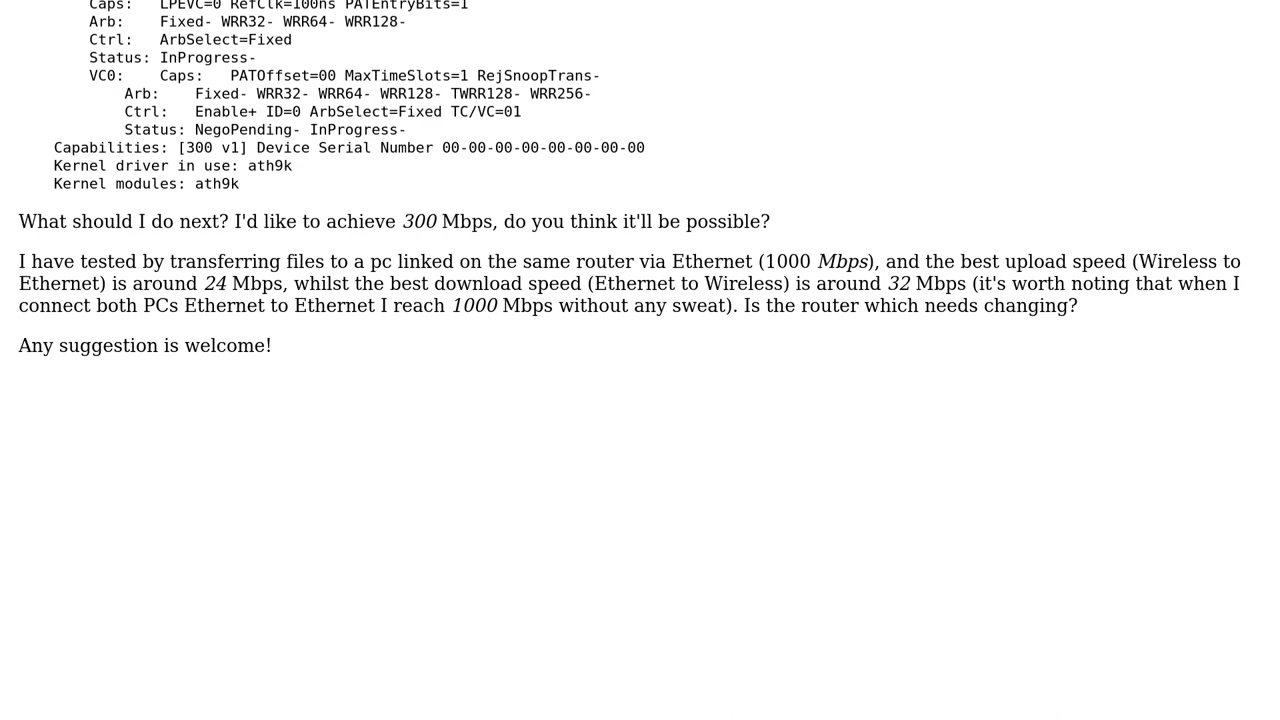 Caps:   LPEVC=0 RefClk=100ns PATEntryBits=1
Arb:    Fixed- WRR32- WRR64- WRR128-
Ctrl:   ArbSelect=Fixed
Status: InProgress-
VC0:    Caps:   PATOffset=00 MaxTimeSlots=1 RejSnoopTrans-
Arb:    Fixed- WRR32- WRR64- WRR128- TWRR128- WRR256-
Ctrl:   Enable+ ID=0 ArbSelect=Fixed TC/VC=01
Status: NegoPending- InProgress-
Capabilities: [300 v1] Device Serial Number 00-00-00-00-00-00-00-00
Kernel driver in use: ath9k
Kernel modules: ath9k
What should I do next? I'd like to achieve 300 Mbps, do you think it'll be possible?
I have tested by transferring files to a pc linked on the same router via Ethernet (1000 Mbps), and the best upload speed (Wireless to
Ethernet) is around 24 Mbps, whilst the best download speed (Ethernet to Wireless) is around 32 Mbps (it's worth noting that when I
connect both PCs Ethernet to Ethernet I reach 1000 Mbps without any sweat). Is the router which needs changing?
Any suggestion is welcome!